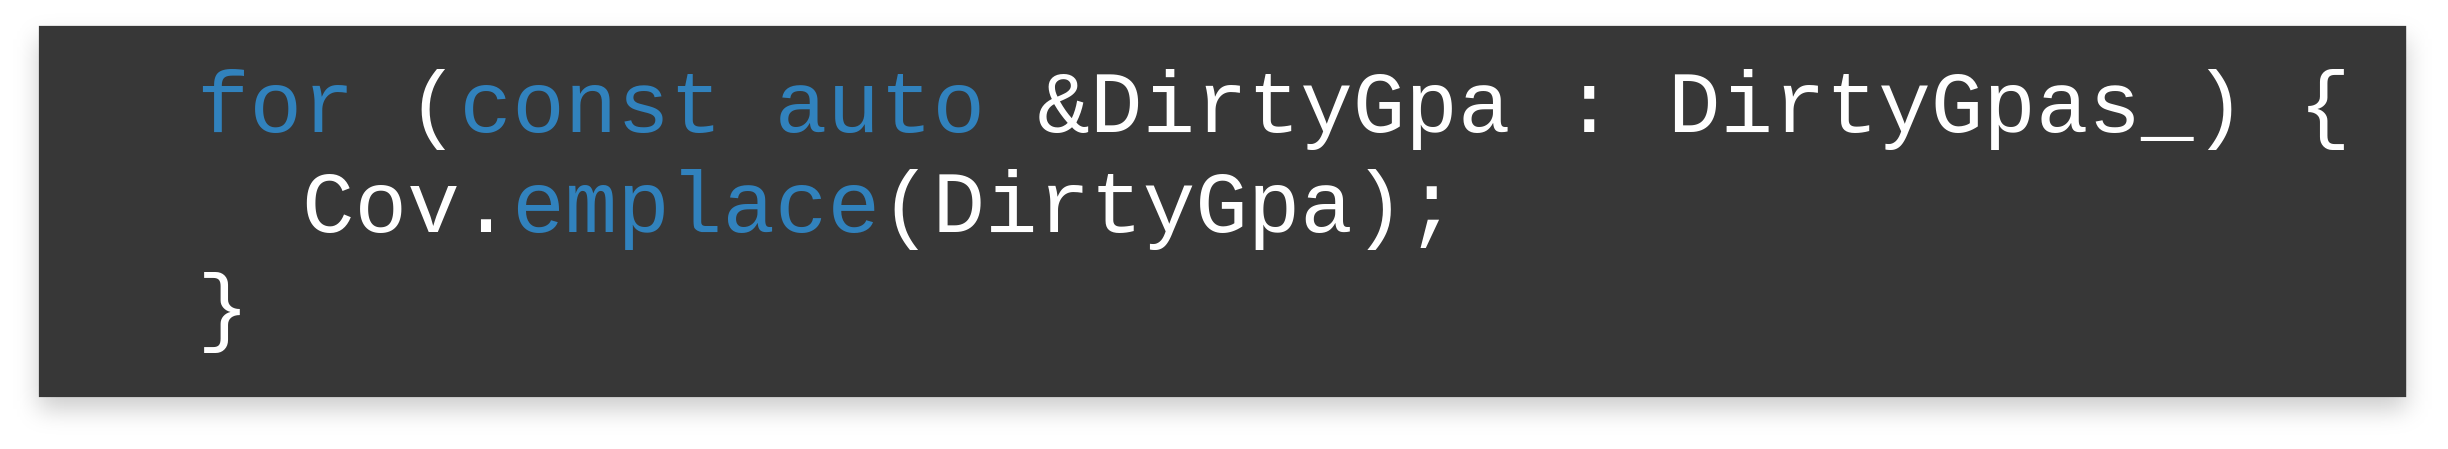 for (const auto &DirtyGpa : DirtyGpas_) {
  Cov.emplace(DirtyGpa);
}